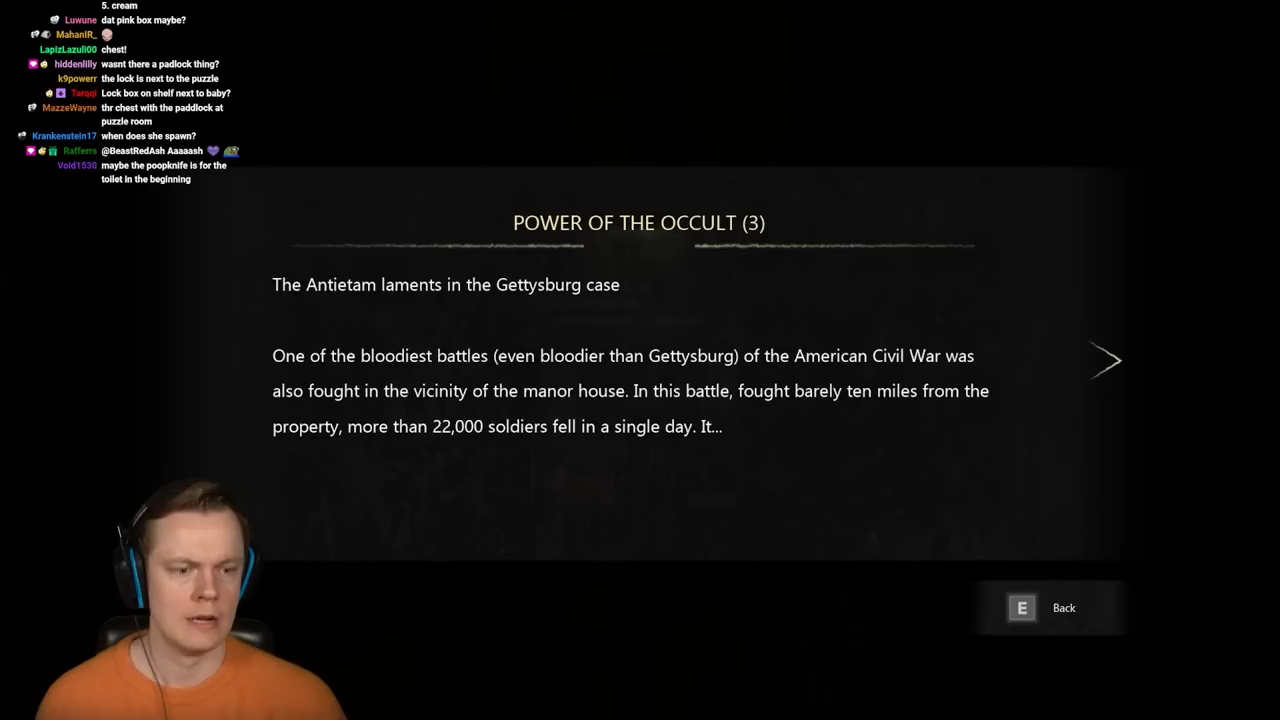 5. cream
Luwune dat pink box maybe?
MahanIR_
LapizLazuli00 chest!
hiddenlilly wasnt there a padlock thing?
k9powerr the lock is next to the puzzle
Tarqqi Lock box on shelf next to baby?
MazzeWayne thr chest with the paddlock at
puzzle room
Krankenstein17 when does she spawn?
Rafferrs @BeastRedAsh Aaaaash
Void1530 maybe the poopknife is for the
toilet in the beginning
POWER OF THE OCCULT (3)
The Antietam laments in the Gettysburg case
One of the bloodiest battles (even bloodier than Gettysburg) of the American Civil War was
also fought in the vicinity of the manor house. In this battle, fought barely ten miles from the
property, more than 22,000 soldiers fell in a single day. It...
E Back